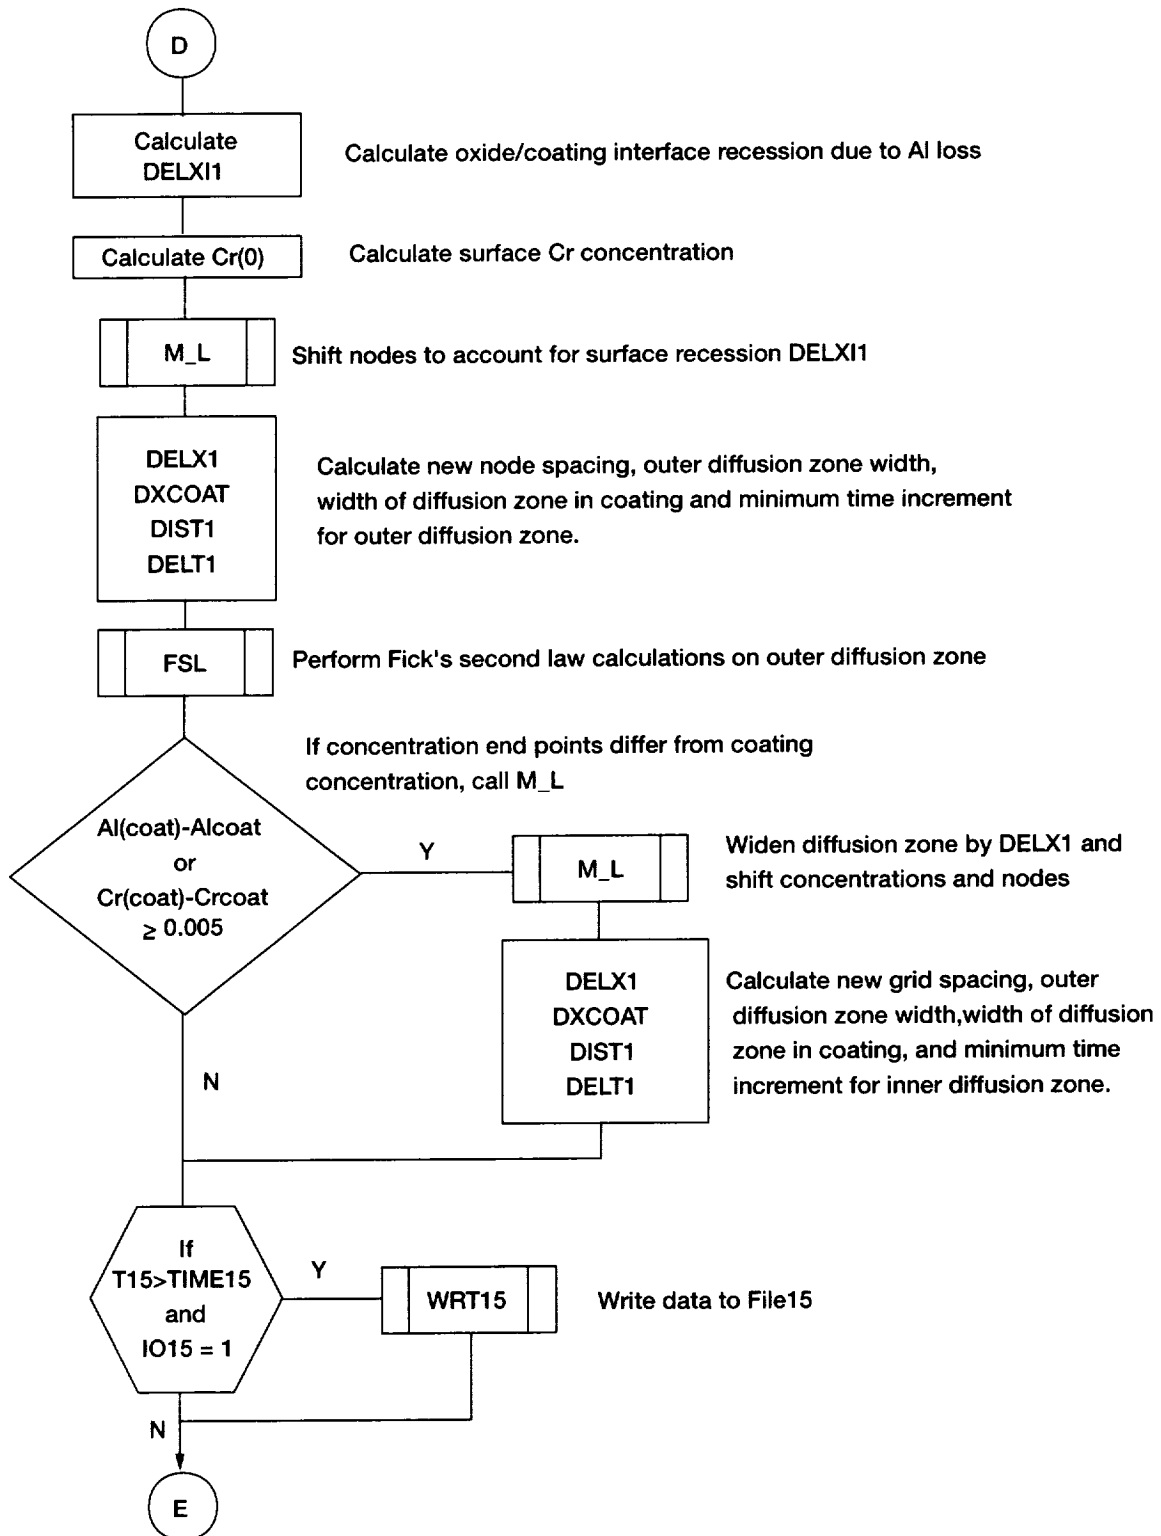 D
Calculate
DELXI1
Calculate oxide/coating interface recession due to Al loss
Calculate Cr(0)
Calculate surface Cr concentration
M_L
Shift nodes to account for surface recession DELXI1
DELX1
DXCOAT
DIST1
DELT1
Calculate new node spacing, outer diffusion zone width,
width of diffusion zone in coating and minimum time increment
for outer diffusion zone.
FSL
Perform Fick's second law calculations on outer diffusion zone
If concentration end points differ from coating
concentration, call M_L
Al(coat)-Alcoat
or
Cr(coat)-Crcoat
≥ 0.005
Y
M_L
Widen diffusion zone by DELX1 and
shift concentrations and nodes
DELX1
DXCOAT
DIST1
DELT1
Calculate new grid spacing, outer
diffusion zone width,width of diffusion
zone in coating, and minimum time
increment for inner diffusion zone.
N
If
T15>TIME15
and
IO15 = 1
Y
WRT15
Write data to File15
N
E